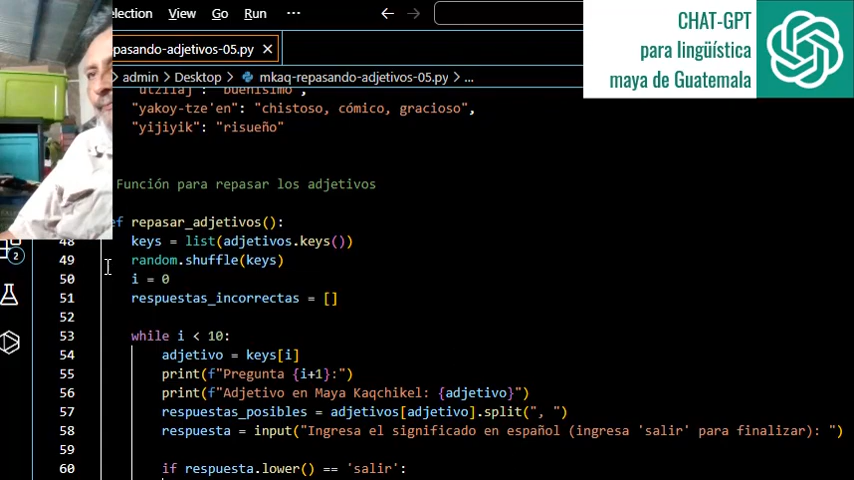 election View Go Run ···
CHAT-GPT
para lingüística
maya de Guatemala
pasando-adjetivos-05.py
admin > Desktop > mkaq-repasando-adjetivos-05.py > ...
"utzilaj": "buenísimo",
"yakoy-tze'en": "chistoso, cómico, gracioso",
"yijiyik": "risueño"
Función para repasar los adjetivos
ef repasar_adjetivos():
48 keys = list(adjetivos.keys())
49 random.shuffle(keys)
50 i = 0
51 respuestas_incorrectas = []
52
53 while i < 10:
54 adjetivo = keys[i]
55 print(f"Pregunta {i+1}:")
56 print(f"Adjetivo en Maya Kaqchikel: {adjetivo}")
57 respuestas_posibles = adjetivos[adjetivo].split(", ")
58 respuesta = input("Ingresa el significado en español (ingresa 'salir' para finalizar): ")
59
60 if respuesta.lower() == 'salir':
2